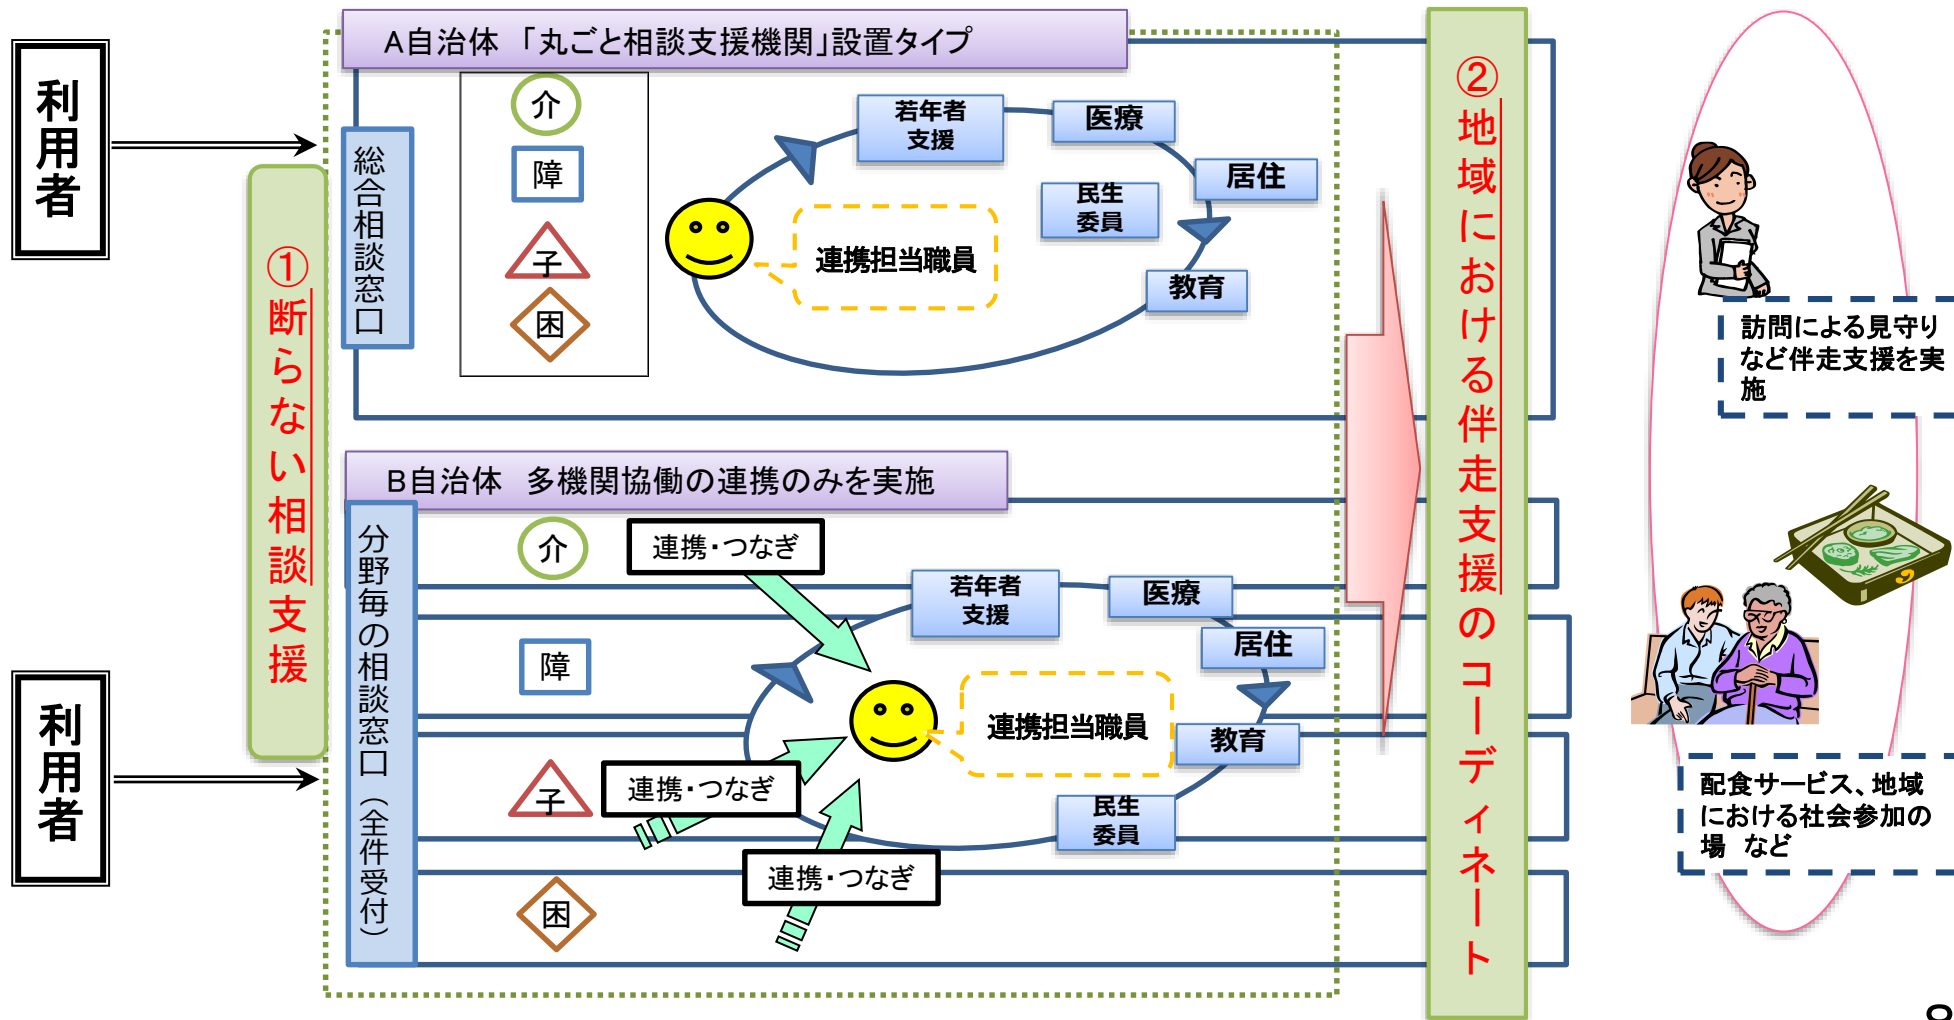 利用者
①断らない相談支援
A自治体 「丸ごと相談支援機関」設置タイプ
総合相談窓口
介
障
子
困
連携担当職員
若年者
支援
医療
居住
民生
委員
教育
利用者
B自治体 多機関協働の連携のみを実施
分野毎の相談窓口（全件受付）
介
障
子
困
連携・つなぎ
連携・つなぎ
連携・つなぎ
連携担当職員
若年者
支援
医療
居住
教育
民生
委員
②地域における伴走支援のコーディネート
訪問による見守り
など伴走支援を実
施
配食サービス、地域
における社会参加の
場 など